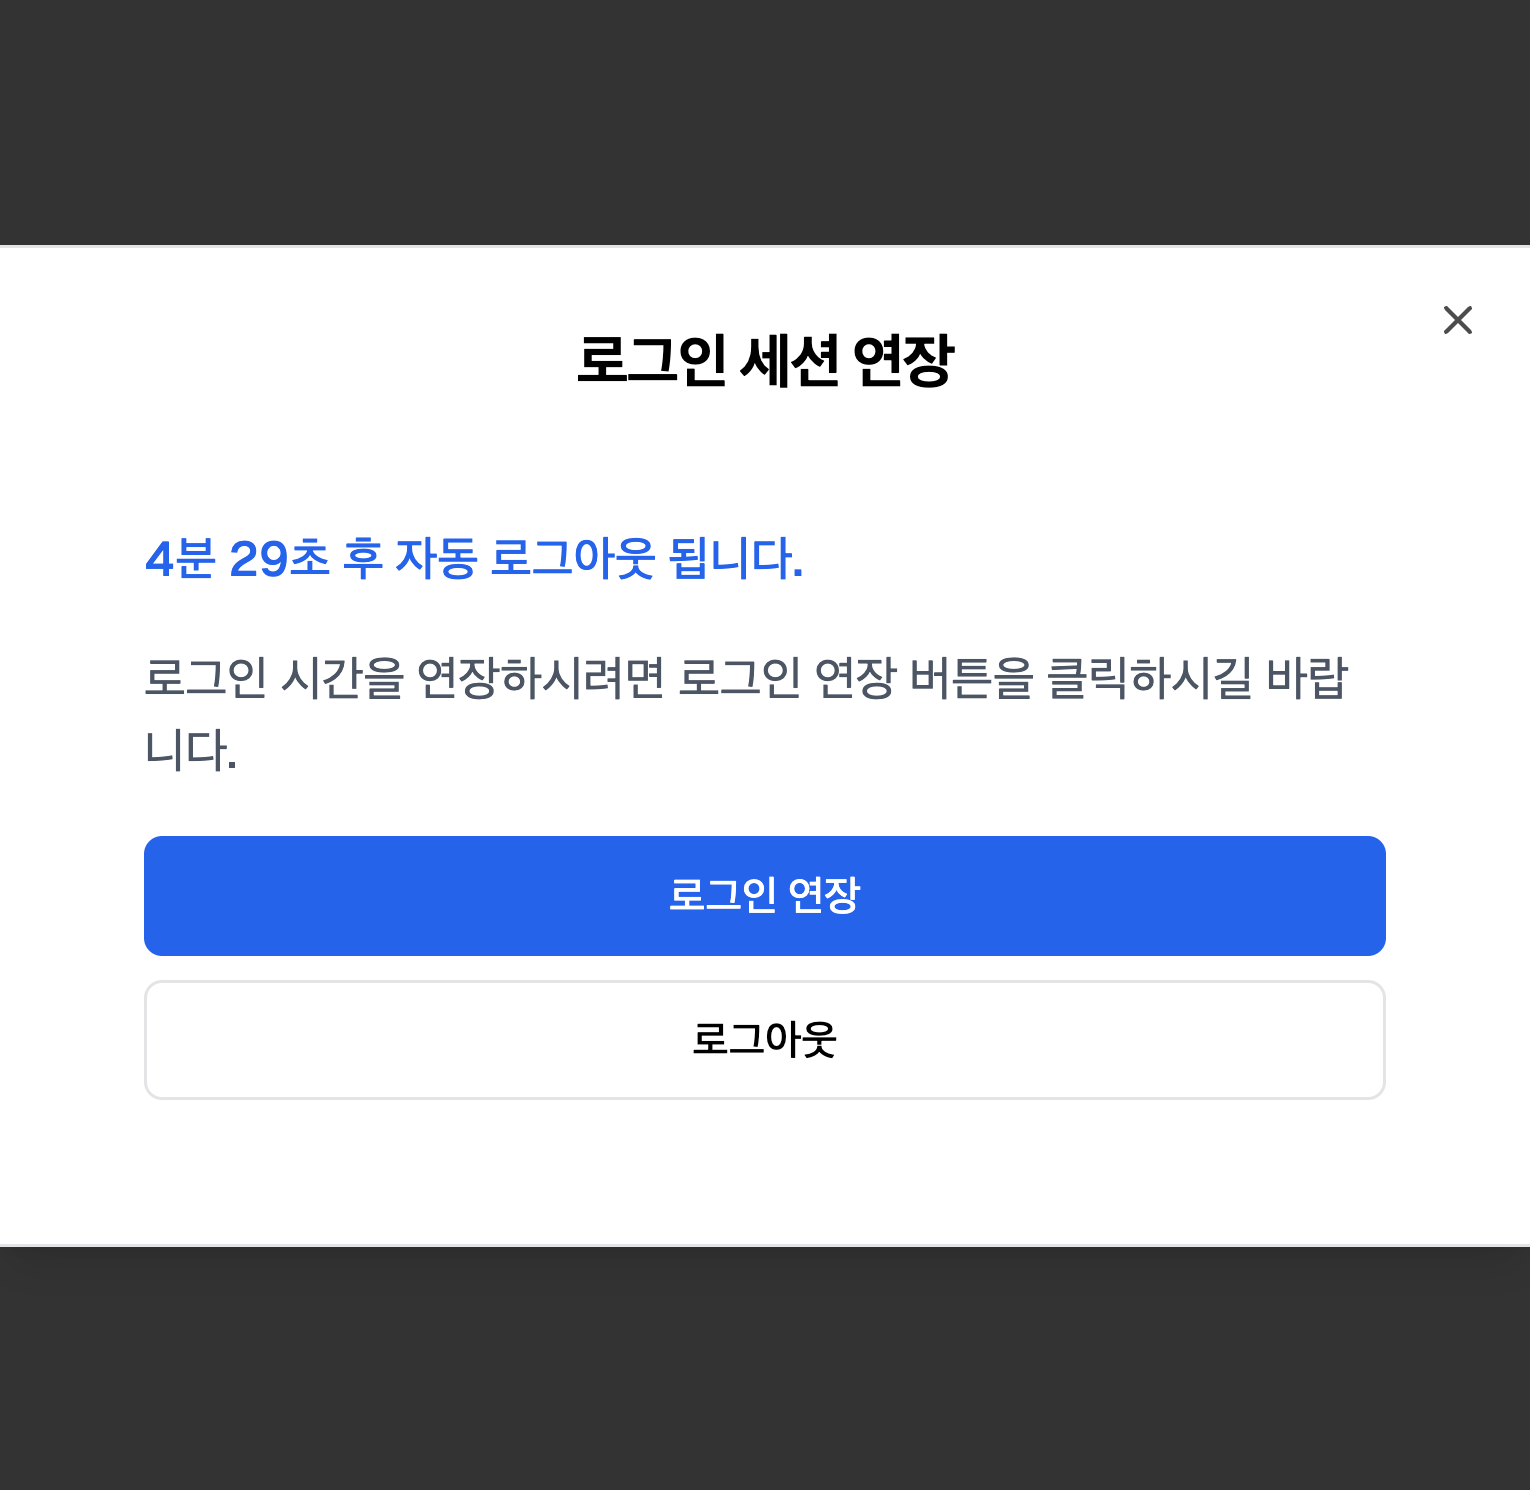 로그인 세션 연장
4분 29초 후 자동 로그아웃 됩니다.
로그인 시간을 연장하시려면 로그인 연장 버튼을 클릭하시길 바랍
니다.
로그인 연장
로그아웃